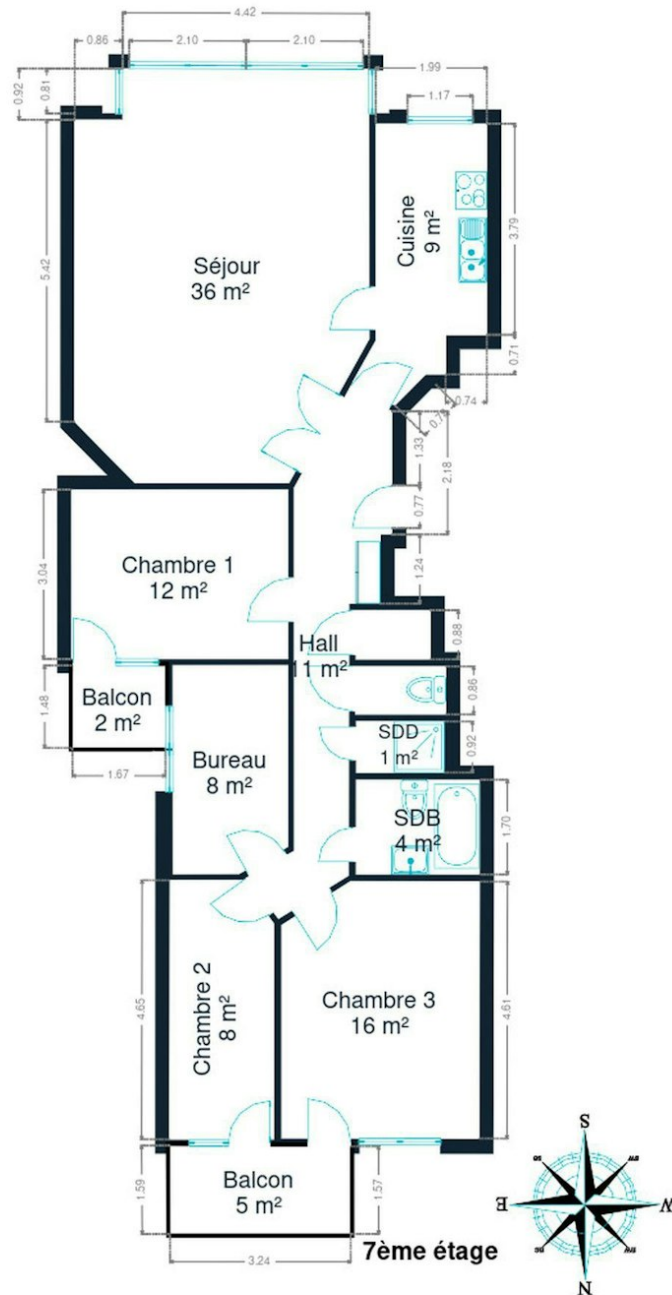 4.42
0.86
2.10
2.10
0.92
0.81
1.99
1.17
5.42
3.79
Cuisine
9 m²
Séjour
36 m²
0.71
0.74
0.78
1.33
2.18
0.77
1.24
3.04
Chambre 1
12 m²
Hall
11 m²
0.88
0.86
1.48
Balcon
2 m²
1.67
SDD
1 m²
0.92
Bureau
8 m²
SDB
4 m²
1.70
4.65
Chambre 2
8 m²
Chambre 3
16 m²
4.61
Balcon
5 m²
1.59
1.57
3.24
7ème étage
S
E
W
N